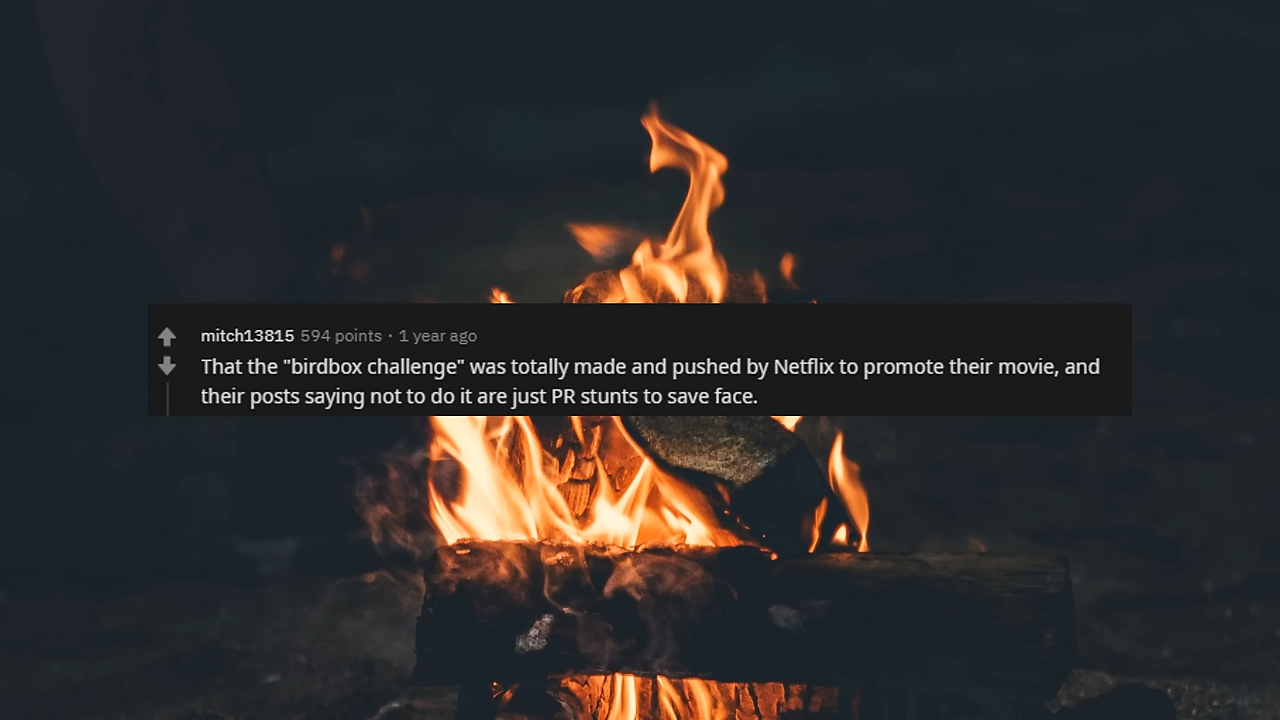 mitch13815 594 points · 1 year ago
That the "birdbox challenge" was totally made and pushed by Netflix to promote their movie, and
their posts saying not to do it are just PR stunts to save face.